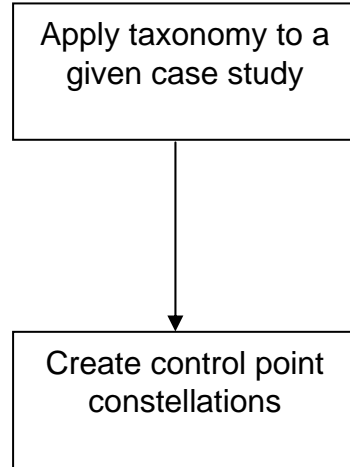 Apply taxonomy to a
given case study
Create control point
constellations